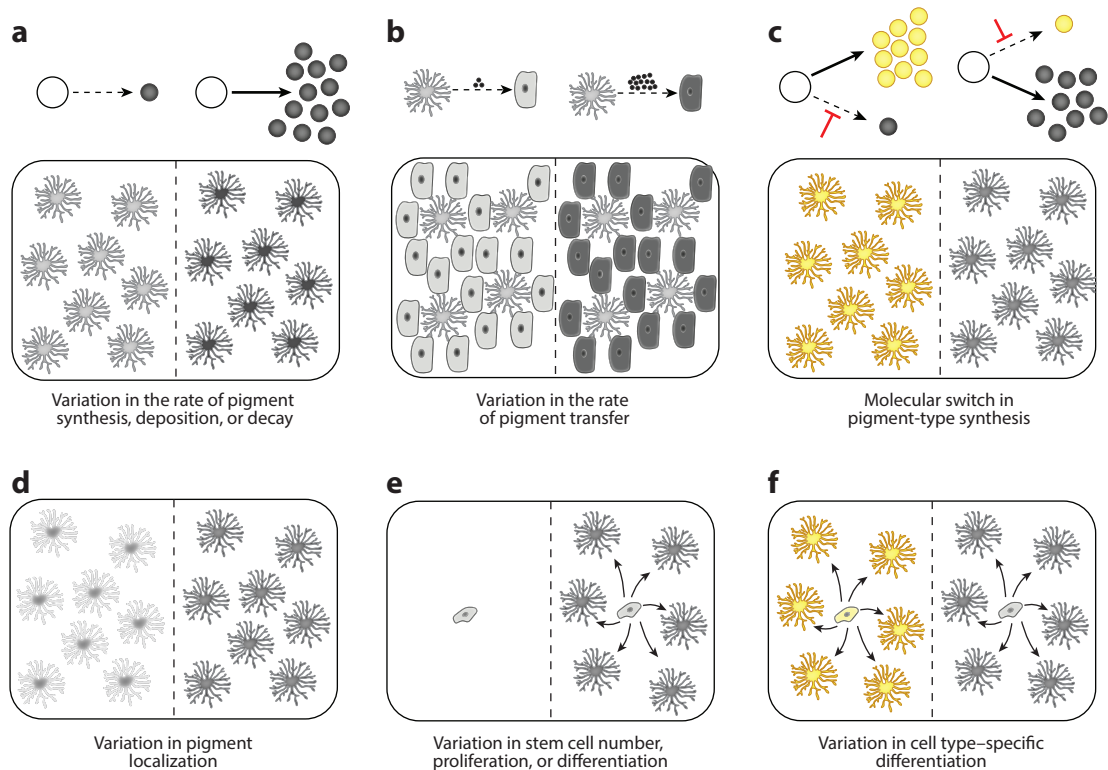 a
b
c
Variation in the rate of pigment
synthesis, deposition, or decay
Variation in the rate
of pigment transfer
Molecular switch in
pigment-type synthesis
d
e
f
Variation in pigment
localization
Variation in stem cell number,
proliferation, or differentiation
Variation in cell type–specific
differentiation